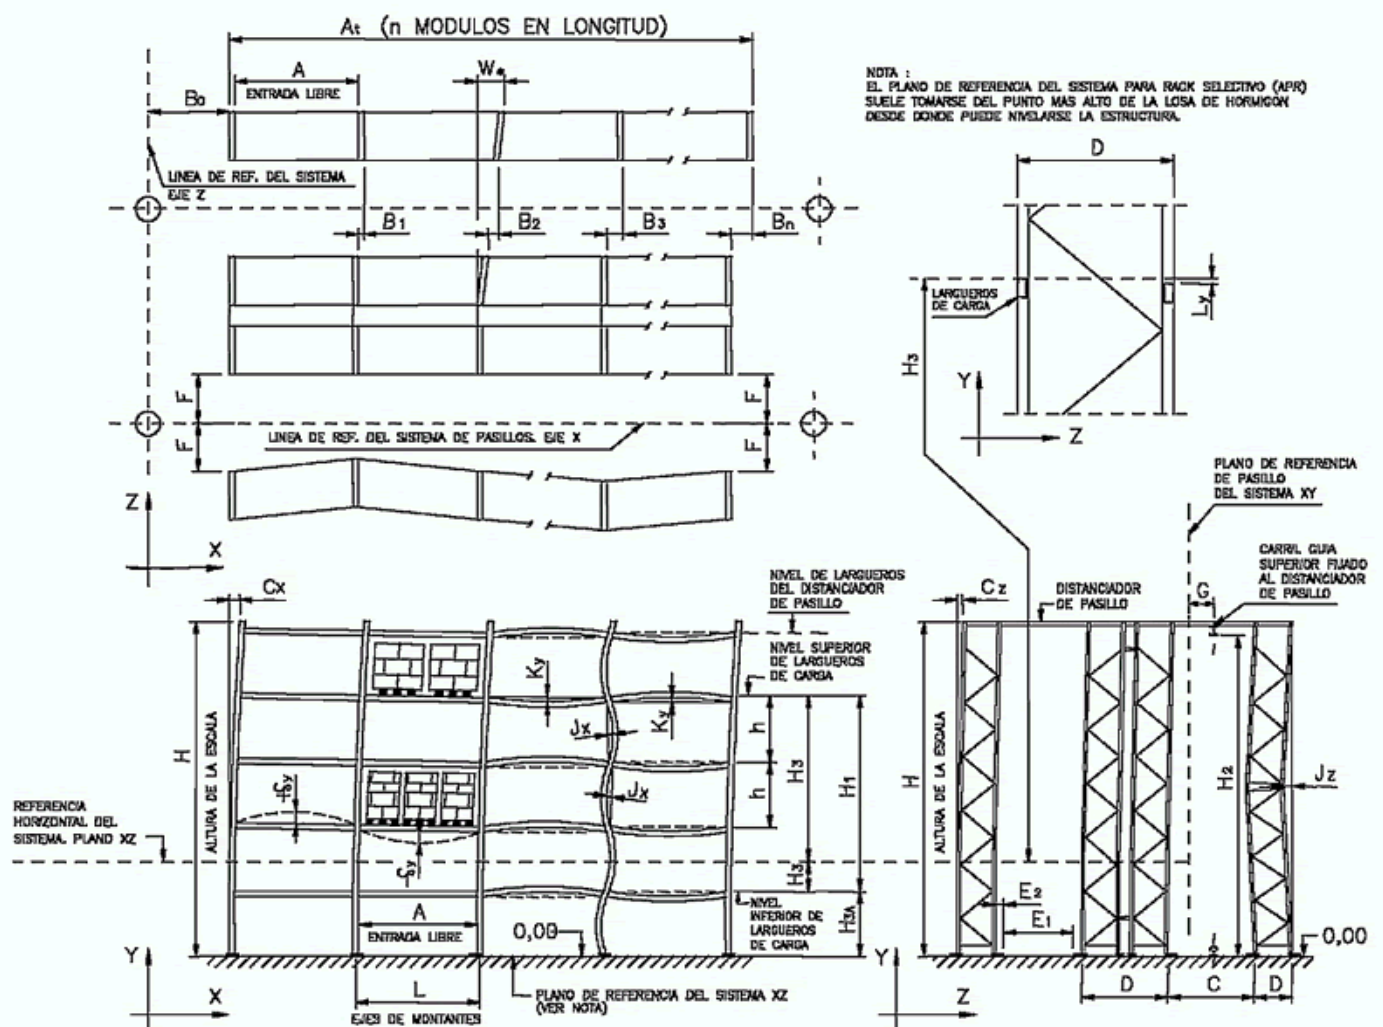 At (n MODULOS EN LONGITUD)
A
ENTRADA LIBRE
W
B0
NOTA :
EL PLANO DE REFERENCIA DEL SISTEMA PARA RACK SELECTIVO (APR)
SUELE TOMARSE DEL PUNTO MAS ALTO DE LA LOSA DE HORMIGON
DESDE DONDE PUEDE NIVELARSE LA ESTRUCTURA.
D
LINEA DE REF. DEL SISTEMA
EJE Z
B1
B2
B3
Bn
LARGUEROS
DE CARGA
Ly
H3
Y
Z
F
F
F
F
LINEA DE REF. DEL SISTEMA DE PASILLOS. EJE X
Z
X
PLANO DE REFERENCIA
DE PASILLO
DEL SISTEMA XY
CARRIL GUIA
SUPERIOR FIJADO
AL DISTANCIADOR
DE PASILLO
Cx
NIVEL DE LARGUEROS
DEL DISTANCIADOR
DE PASILLO
Cz
DISTANCIADOR
DE PASILLO
G
NIVEL SUPERIOR
DE LARGUEROS
DE CARGA
Ky
Ky
Jx
Jx
h
h
H3
H1
H
ALTURA DE LA ESCALA
H
ALTURA DE LA ESCALA
H2
Jz
REFERENCIA
HORIZONTAL DEL
SISTEMA. PLANO XZ
fay
fay
H3
H3A
A
ENTRADA LIBRE
0,00
NIVEL
INFERIOR DE
LARGUEROS
DE CARGA
E2
E1
0,00
Y
X
L
EJES DE MONTANTES
PLANO DE REFERENCIA DEL SISTEMA XZ
(VER NOTA)
Y
Z
D
C
D